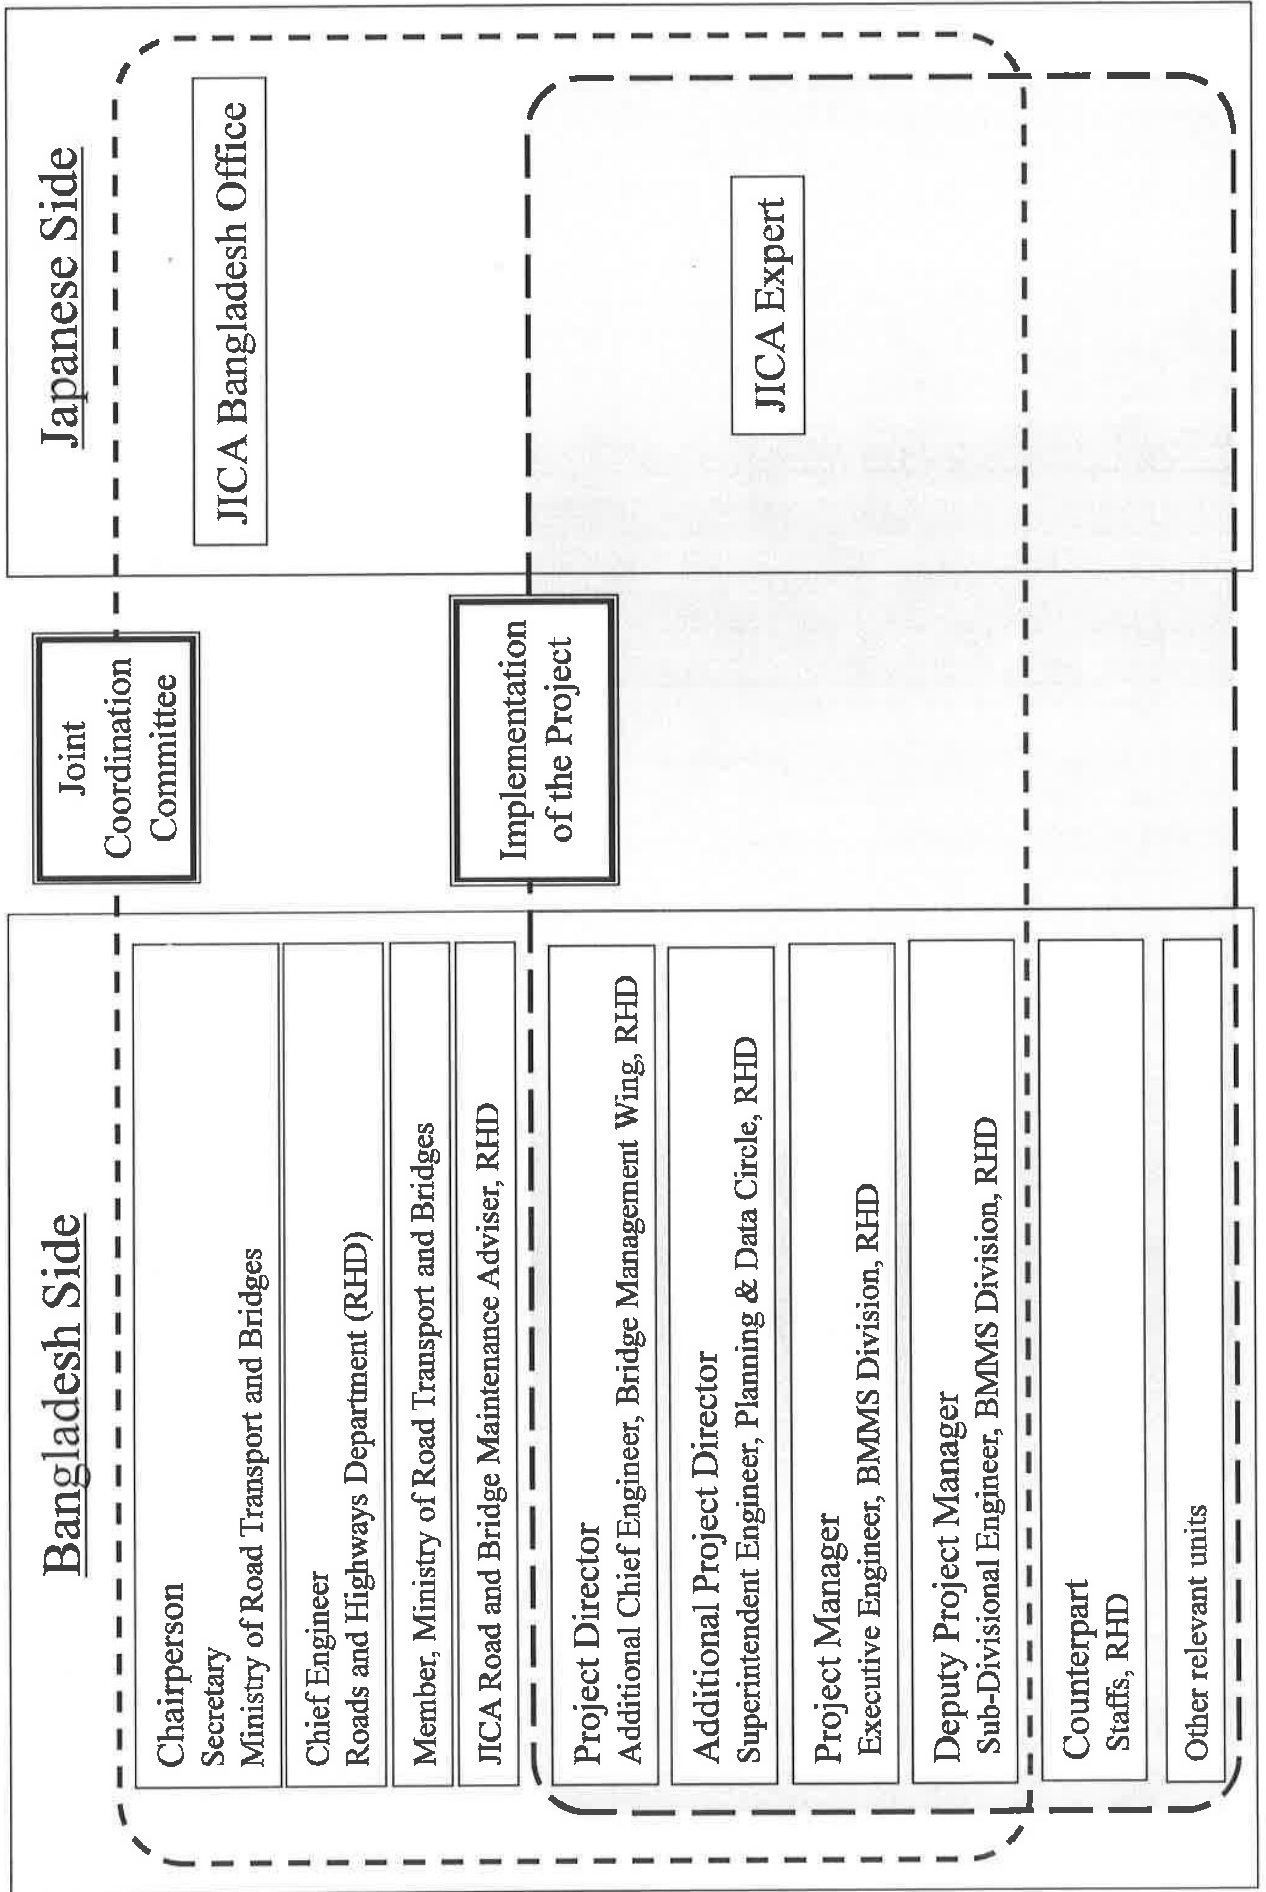 Bangladesh Side
Chairperson
Secretary
Ministry of Road Transport and Bridges
Chief Engineer
Roads and Highways Department (RHD)
Member, Ministry of Road Transport and Bridges
JICA Road and Bridge Maintenance Adviser, RHD
Project Director
Additional Chief Engineer, Bridge Management Wing, RHD
Additional Project Director
Superintendent Engineer, Planning & Data Circle, RHD
Project Manager
Executive Engineer, BMMS Division, RHD
Deputy Project Manager
Sub-Divisional Engineer, BMMS Division, RHD
Counterpart
Staffs, RHD
Other relevant units
Joint
Coordination
Committee
Implementation
of the Project
Japanese Side
JICA Bangladesh Office
JICA Expert